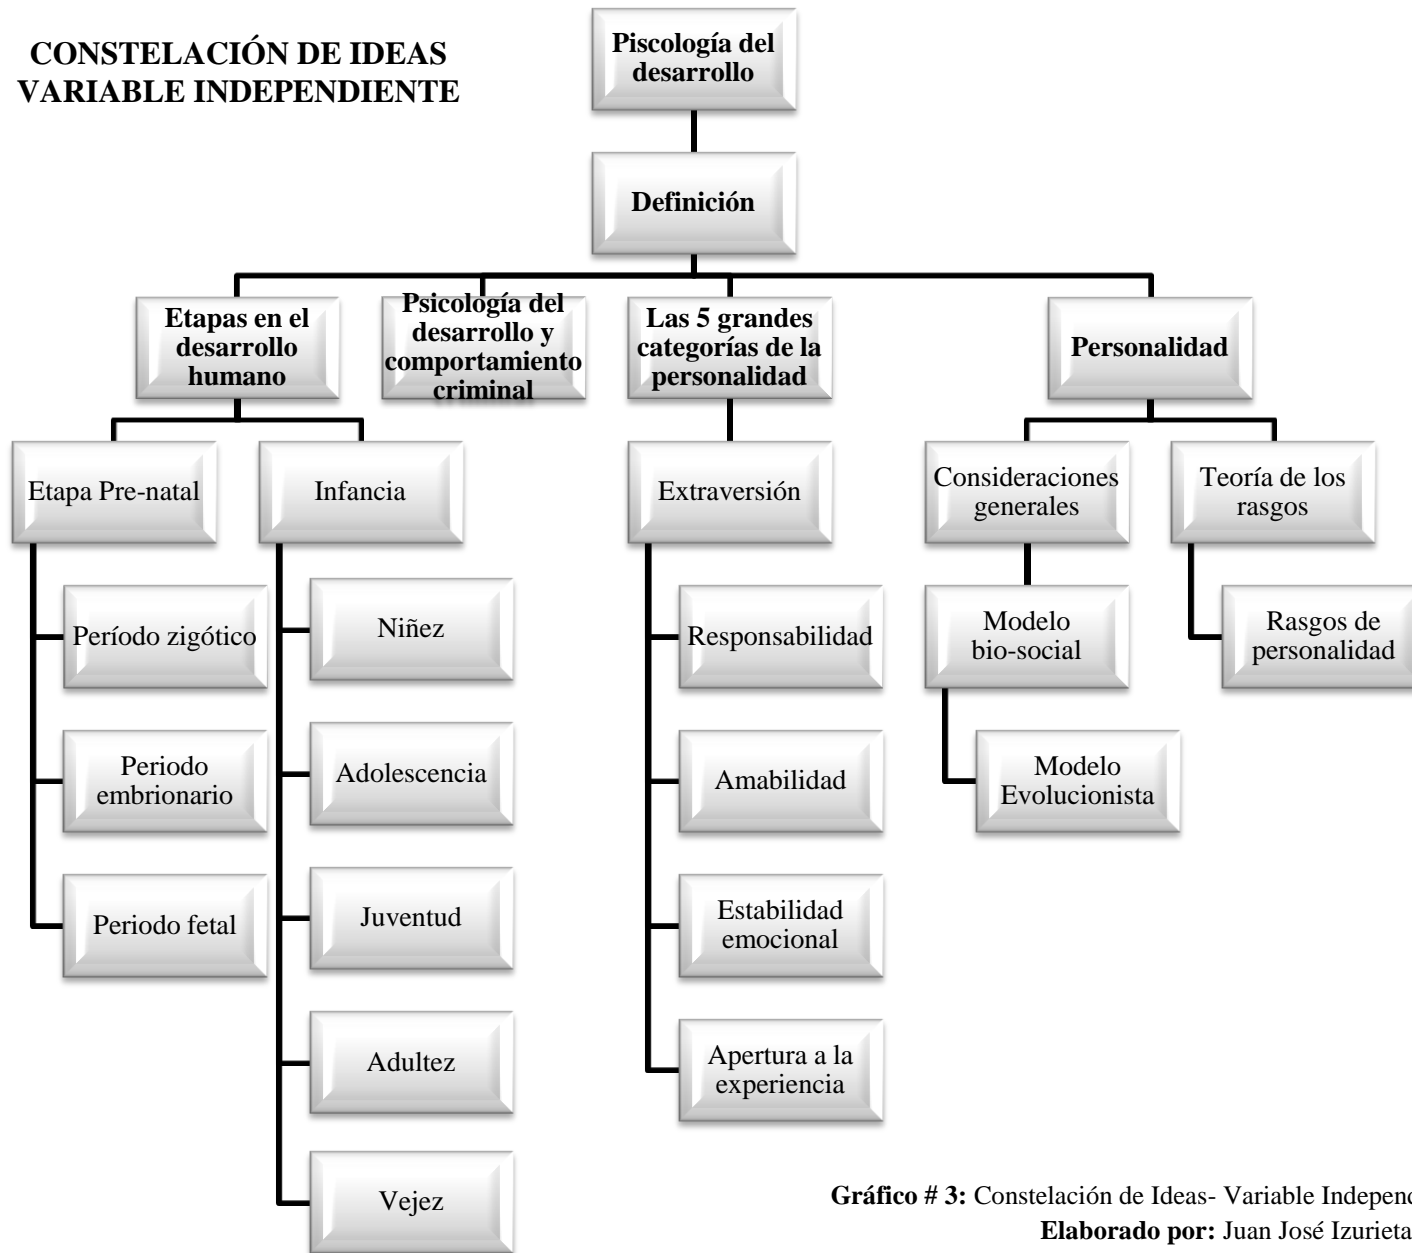 CONSTELACIÓN DE IDEAS
VARIABLE INDEPENDIENTE
Piscología del
desarrollo
Definición
Etapas en el
desarrollo
humano
Psicología del
desarrollo y
comportamiento
criminal
Las 5 grandes
categorías de la
personalidad
Personalidad
Etapa Pre-natal
Infancia
Extraversión
Consideraciones
generales
Teoría de los
rasgos
Período zigótico
Niñez
Responsabilidad
Modelo
bio-social
Rasgos de
personalidad
Periodo
embrionario
Adolescencia
Amabilidad
Modelo
Evolucionista
Periodo fetal
Juventud
Estabilidad
emocional
Adultez
Apertura a la
experiencia
Vejez
Gráfico # 3: Constelación de Ideas- Variable Independ
Elaborado por: Juan José Izurieta